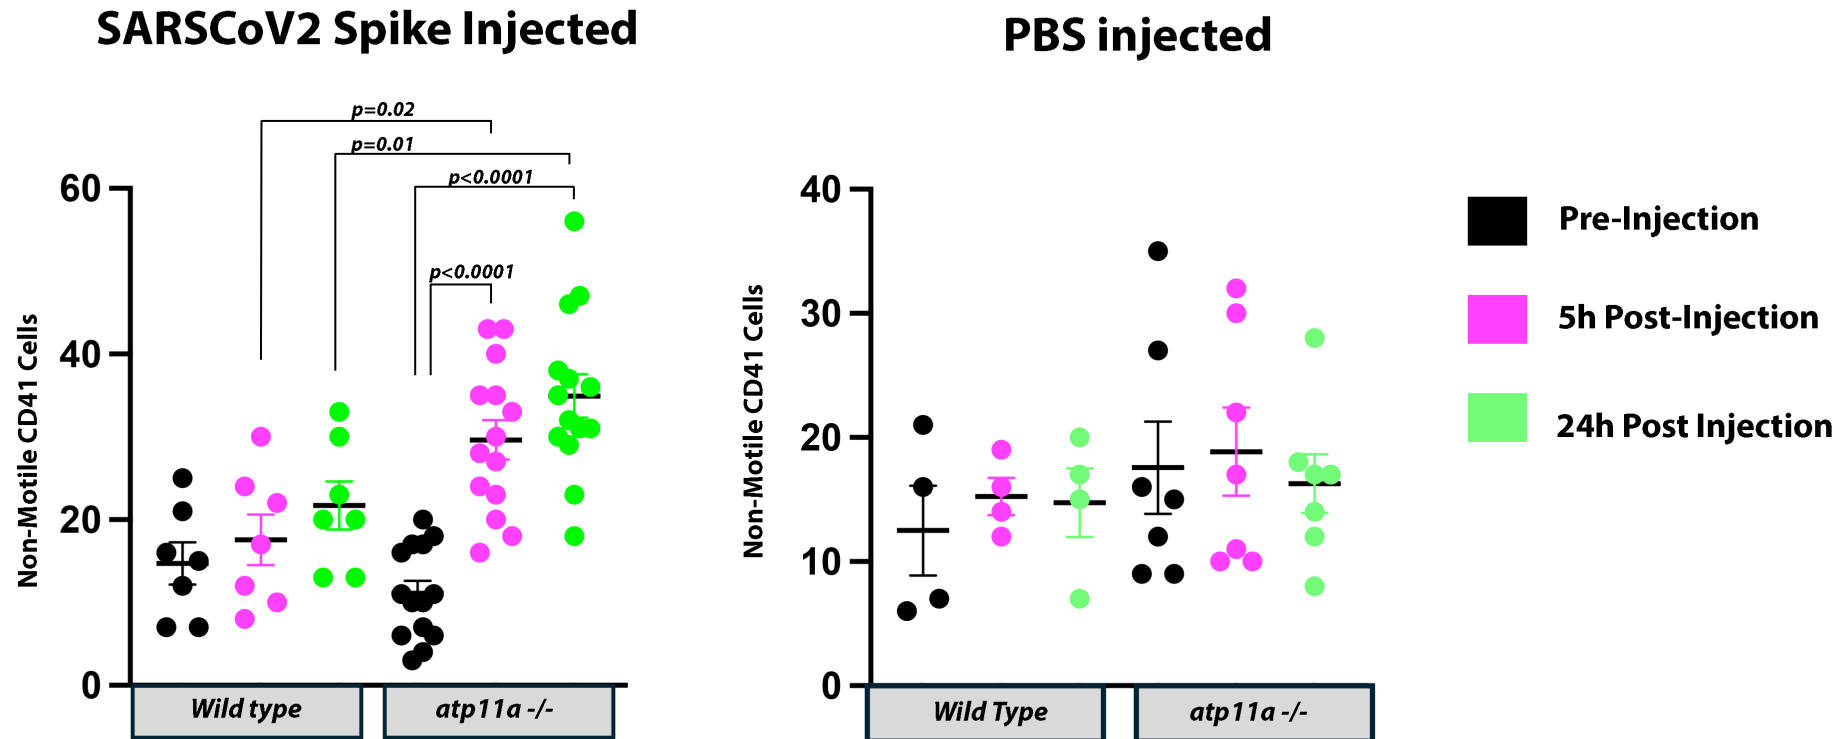 SARSCoV2 Spike Injected
p=0.02
p=0.01
p<0.0001
p<0.0001
Non-Motile CD41 Cells
60
40
20
0
Wild type
atp11a -/-
PBS injected
Non-Motile CD41 Cells
40
30
20
10
0
Wild Type
atp11a -/-
Pre-Injection
5h Post-Injection
24h Post Injection